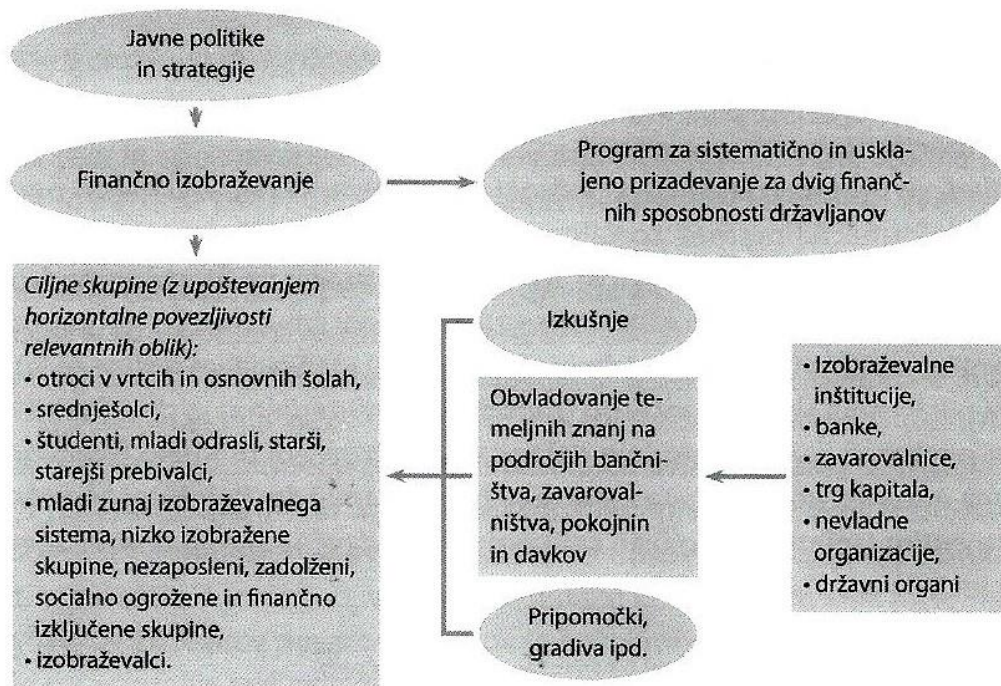 Javne politike
in strategije
Finančno izobraževanje
Program za sistematično in uskla-
jeno prizadevanje za dvig finanč-
nih sposobnosti državljanov
Ciljne skupine (z upoštevanjem
horizontalne povezljivosti
relevantnih oblik):
• otroci v vrtcih in osnovnih šolah,
• srednješolci,
• študenti, mladi odrasli, starši,
starejši prebivalci,
• mladi zunaj izobraževalnega
sistema, nizko izobražene
skupine, nezaposleni, zadolženi,
socialno ogrožene in finančno
izključene skupine,
• izobraževalci.
Izkušnje
Obvladovanje te-
meljnih znanj na
področjih bančni-
štva, zavaroval-
ništva, pokojnin
in davkov
Pripomočki,
gradiva ipd.
• Izobraževalne
inštitucije,
• banke,
• zavarovalnice,
• trg kapitala,
• nevladne
organizacije,
• državni organi